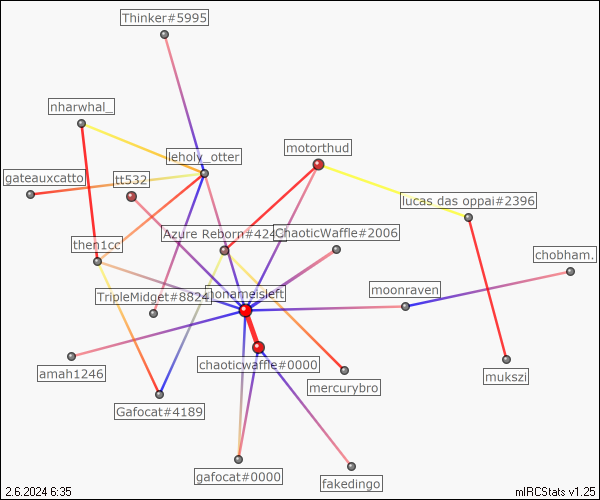 Thinker#5995
nharwhal_
motorthud
leholy_otter
gateauxcatto
tt532
lucas das oppai#2396
Azure Reborn#424
ChaoticWaffle#2006
then1cc
chobham.
TripleMidget#8824
nonameisleft
moonraven
chaoticwaffle#0000
amah1246
mukszi
mercurybro
Gafocat#4189
gafocat#0000
fakedingo
2.6.2024 6:35
mIRCStats v1.25